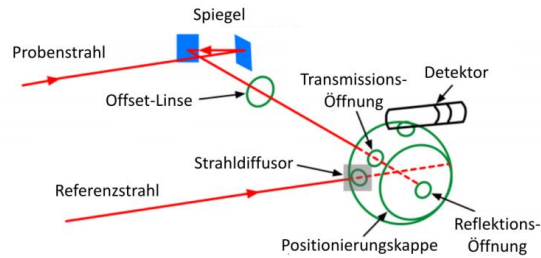 Spiegel
Probenstrahl
Offset-Linse
Transmissions-
Öffnung
Detektor
Strahldiffusor
Referenzstrahl
Positionierungskappe
Reflektions-
Öffnung